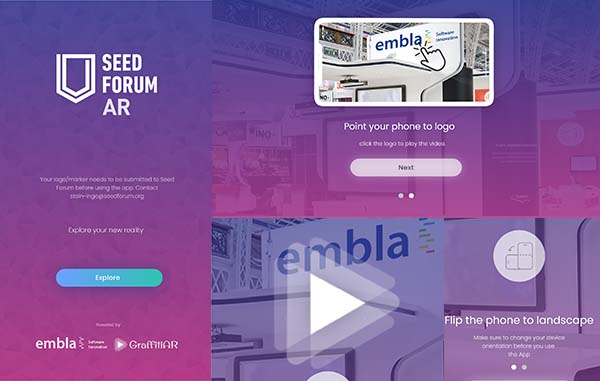 SEED
FORUM
AR
Your logo/marker needs to be submitted to Seed
Forum before using the app. Contact
stein-inge@seedforum.org
Explore your new reality
Explore
Powered by
embla Software
Innovation
GraffitiAR
embla Software
Innovation
Point your phone to logo
click the logo to play the video.
Next
embla
Flip the phone to landscape
Make sure to change your device
orientation before you use
the App